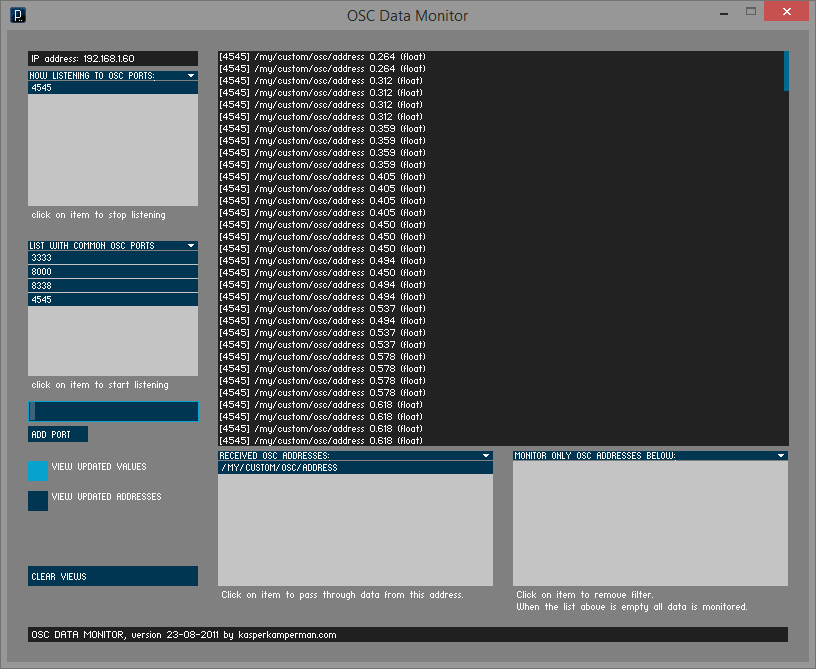 OSC Data Monitor
IP address: 192.168.1.60
NOW LISTENING TO OSC PORTS:
4545
click on item to stop listening
LIST WITH COMMON OSC PORTS
3333
8000
8338
4545
click on item to start listening
ADD PORT
VIEW UPDATED VALUES
VIEW UPDATED ADDRESSES
CLEAR VIEWS
[4545] /my/custom/osc/address 0.264 (float)
[4545] /my/custom/osc/address 0.264 (float)
[4545] /my/custom/osc/address 0.312 (float)
[4545] /my/custom/osc/address 0.312 (float)
[4545] /my/custom/osc/address 0.312 (float)
[4545] /my/custom/osc/address 0.312 (float)
[4545] /my/custom/osc/address 0.359 (float)
[4545] /my/custom/osc/address 0.359 (float)
[4545] /my/custom/osc/address 0.359 (float)
[4545] /my/custom/osc/address 0.359 (float)
[4545] /my/custom/osc/address 0.405 (float)
[4545] /my/custom/osc/address 0.405 (float)
[4545] /my/custom/osc/address 0.405 (float)
[4545] /my/custom/osc/address 0.405 (float)
[4545] /my/custom/osc/address 0.450 (float)
[4545] /my/custom/osc/address 0.450 (float)
[4545] /my/custom/osc/address 0.450 (float)
[4545] /my/custom/osc/address 0.494 (float)
[4545] /my/custom/osc/address 0.450 (float)
[4545] /my/custom/osc/address 0.494 (float)
[4545] /my/custom/osc/address 0.494 (float)
[4545] /my/custom/osc/address 0.537 (float)
[4545] /my/custom/osc/address 0.494 (float)
[4545] /my/custom/osc/address 0.537 (float)
[4545] /my/custom/osc/address 0.537 (float)
[4545] /my/custom/osc/address 0.578 (float)
[4545] /my/custom/osc/address 0.578 (float)
[4545] /my/custom/osc/address 0.578 (float)
[4545] /my/custom/osc/address 0.578 (float)
[4545] /my/custom/osc/address 0.618 (float)
[4545] /my/custom/osc/address 0.618 (float)
[4545] /my/custom/osc/address 0.618 (float)
[4545] /my/custom/osc/address 0.618 (float)
RECEIVED OSC ADDRESSES:
/MY/CUSTOM/OSC/ADDRESS
Click on item to pass through data from this address.
MONITOR ONLY OSC ADDRESSES BELOW:
Click on item to remove filter.
When the list above is empty all data is monitored.
OSC DATA MONITOR, version 23-08-2011 by kasperkamperman.com